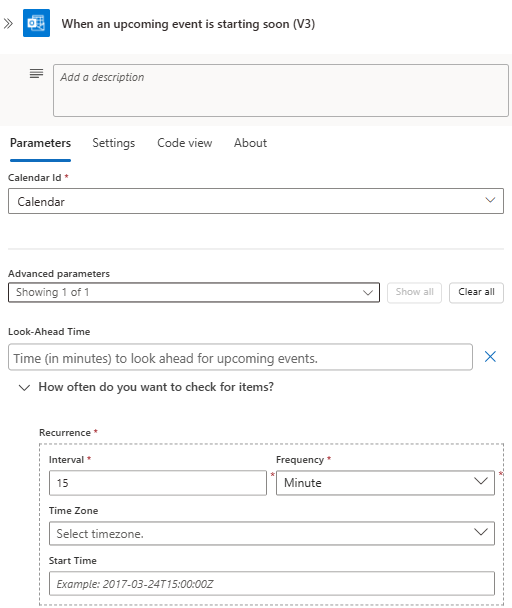 When an upcoming event is starting soon (V3)
Add a description
Parameters Settings Code view About
Calendar Id *
Calendar
Advanced parameters
Showing 1 of 1 Show all Clear all
Look-Ahead Time
Time (in minutes) to look ahead for upcoming events.
How often do you want to check for items?
Recurrence *
Interval * Frequency *
15 * Minute *
Time Zone
Select timezone.
Start Time
Example: 2017-03-24T15:00:00Z